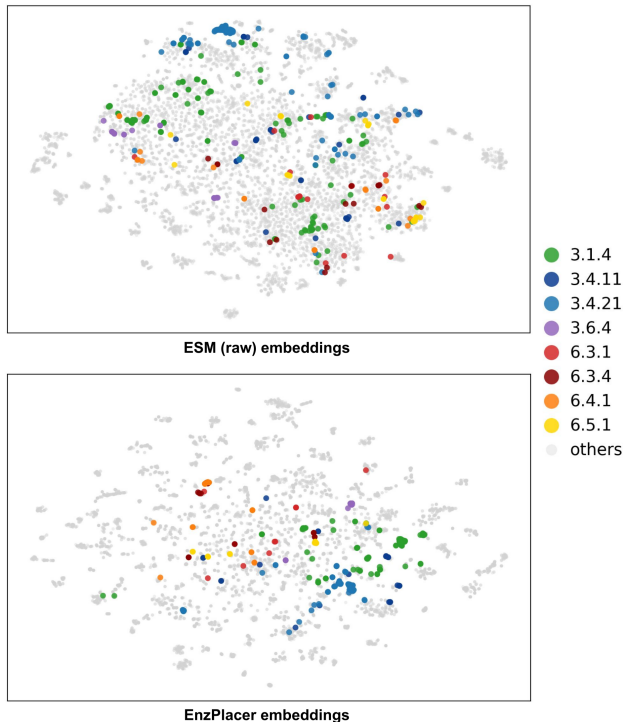 ESM (raw) embeddings
3.1.4
3.4.11
3.4.21
3.6.4
6.3.1
6.3.4
6.4.1
6.5.1
others
EnzPlacer embeddings